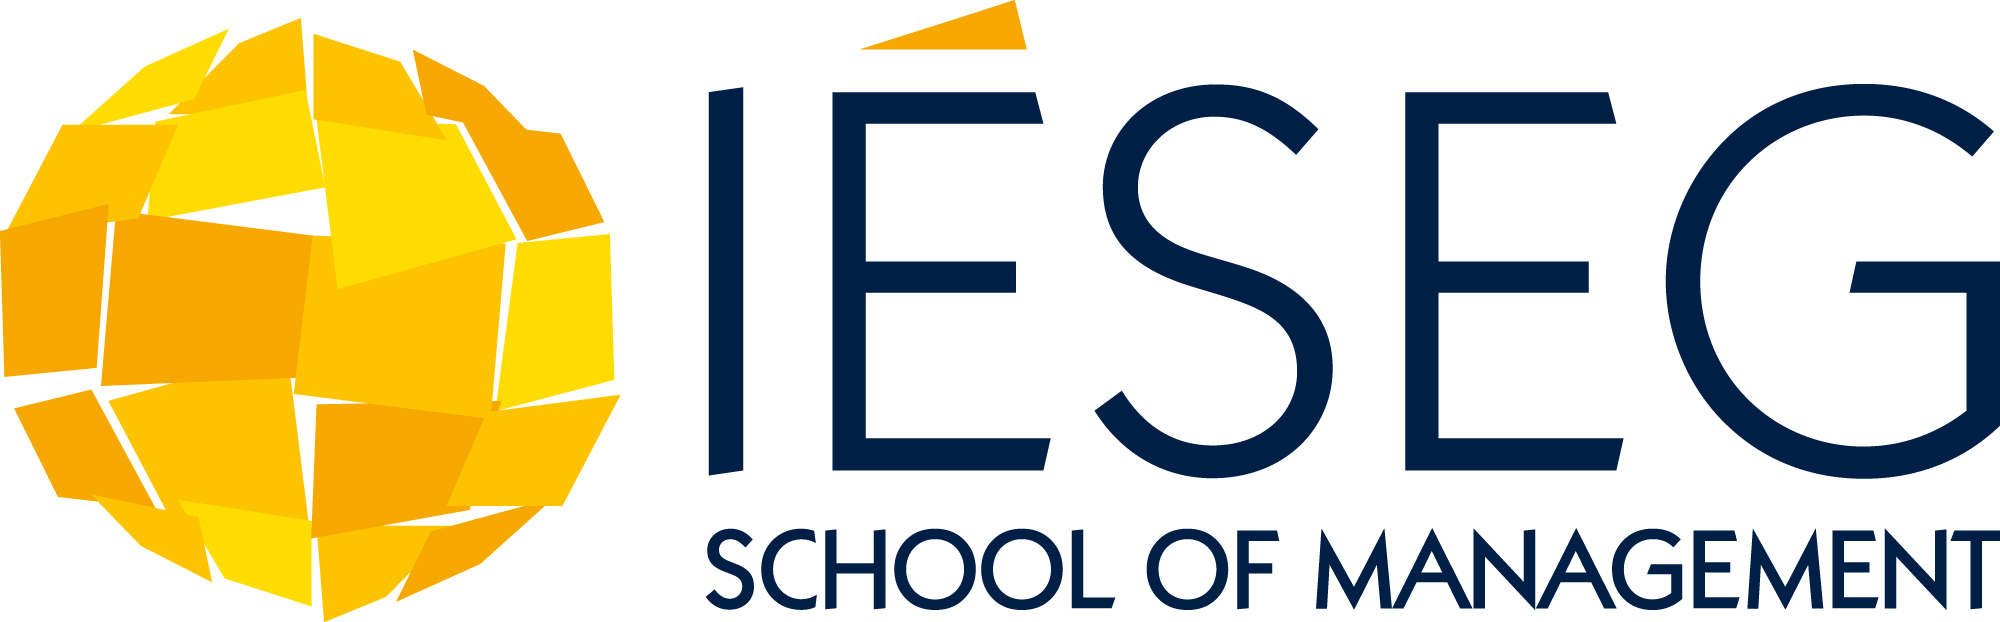 IÉSEG
SCHOOL OF MANAGEMENT